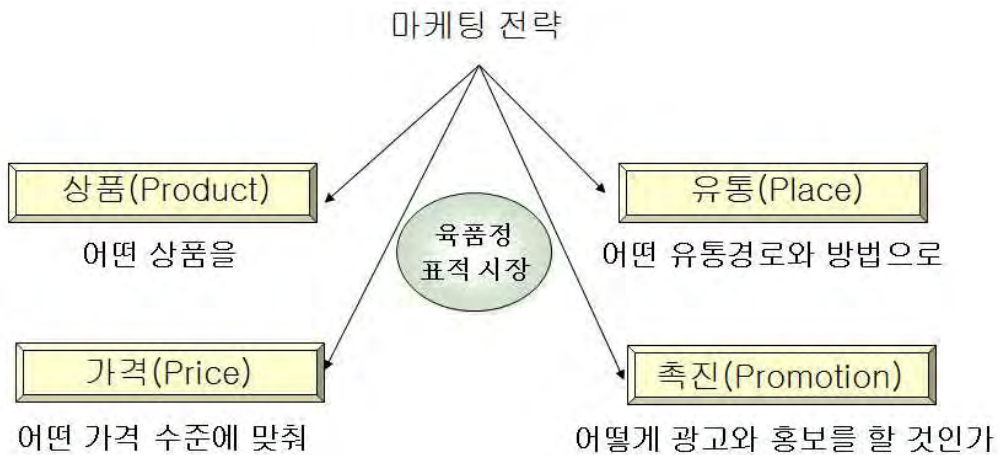 마케팅 전략
상품(Product)
어떤 상품을
유통(Place)
어떤 유통경로와 방법으로
육품정
표적 시장
가격(Price)
어떤 가격 수준에 맞춰
촉진(Promotion)
어떻게 광고와 홍보를 할 것인가